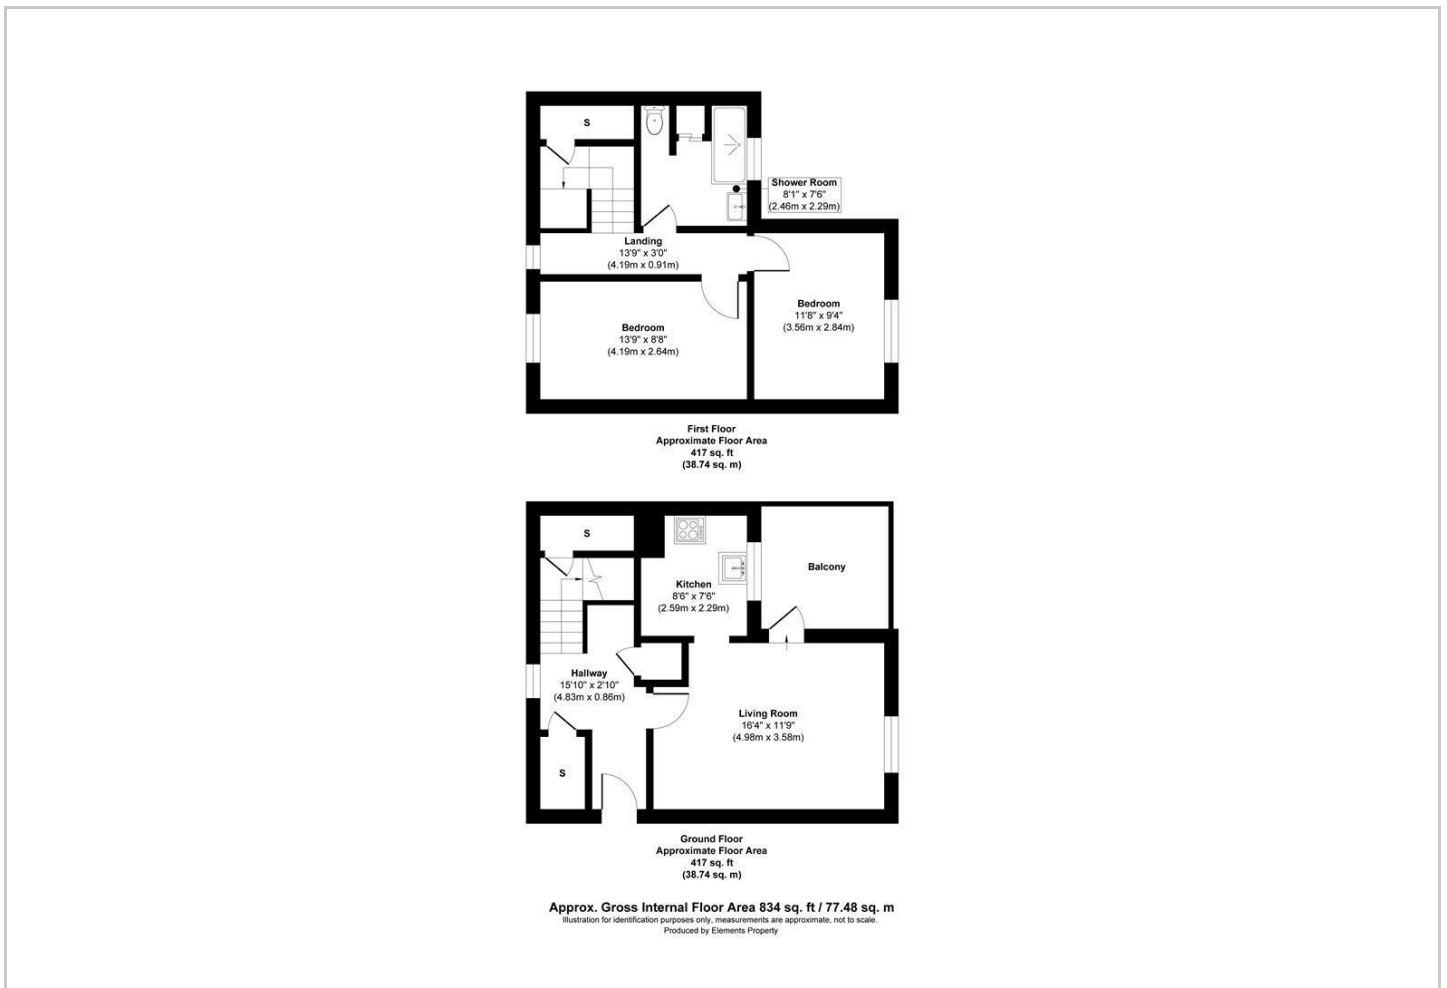 S
Shower Room
8'1" x 7'6"
(2.46m x 2.29m)
Landing
13'9" x 3'0"
(4.19m x 0.91m)
Bedroom
11'8" x 9'4"
(3.56m x 2.84m)
Bedroom
13'9" x 8'8"
(4.19m x 2.64m)
First Floor
Approximate Floor Area
417 sq. ft
(38.74 sq. m)
S
Kitchen
8'6" x 7'6"
(2.59m x 2.29m)
Balcony
Hallway
15'10" x 2'10"
(4.83m x 0.86m)
Living Room
16'4" x 11'9"
(4.98m x 3.58m)
S
Ground Floor
Approximate Floor Area
417 sq. ft
(38.74 sq. m)
Approx. Gross Internal Floor Area 834 sq. ft / 77.48 sq. m
Illustration for identification purposes only, measurements are approximate, not to scale.
Produced by Elements Property